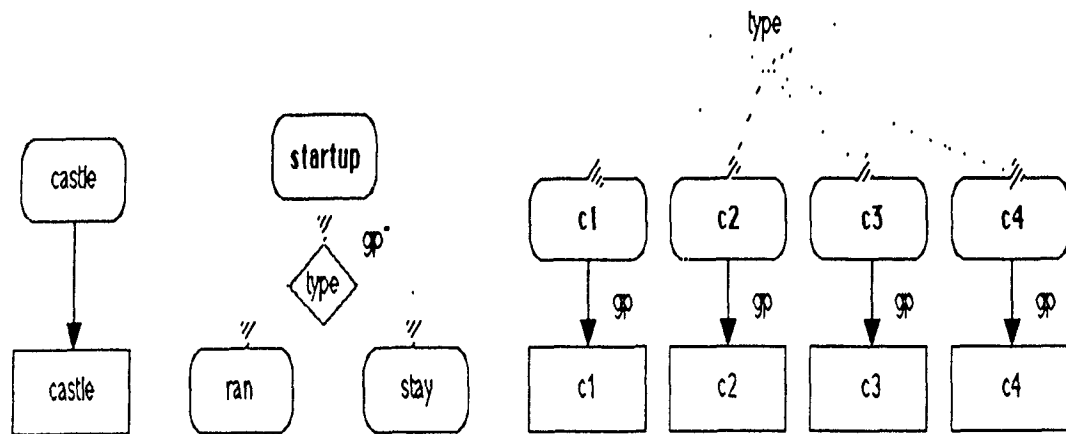 type
castle
startup
c1 c2 c3 c4
gp
type
gp gp gp gp
castle ran stay c1 c2 c3 c4